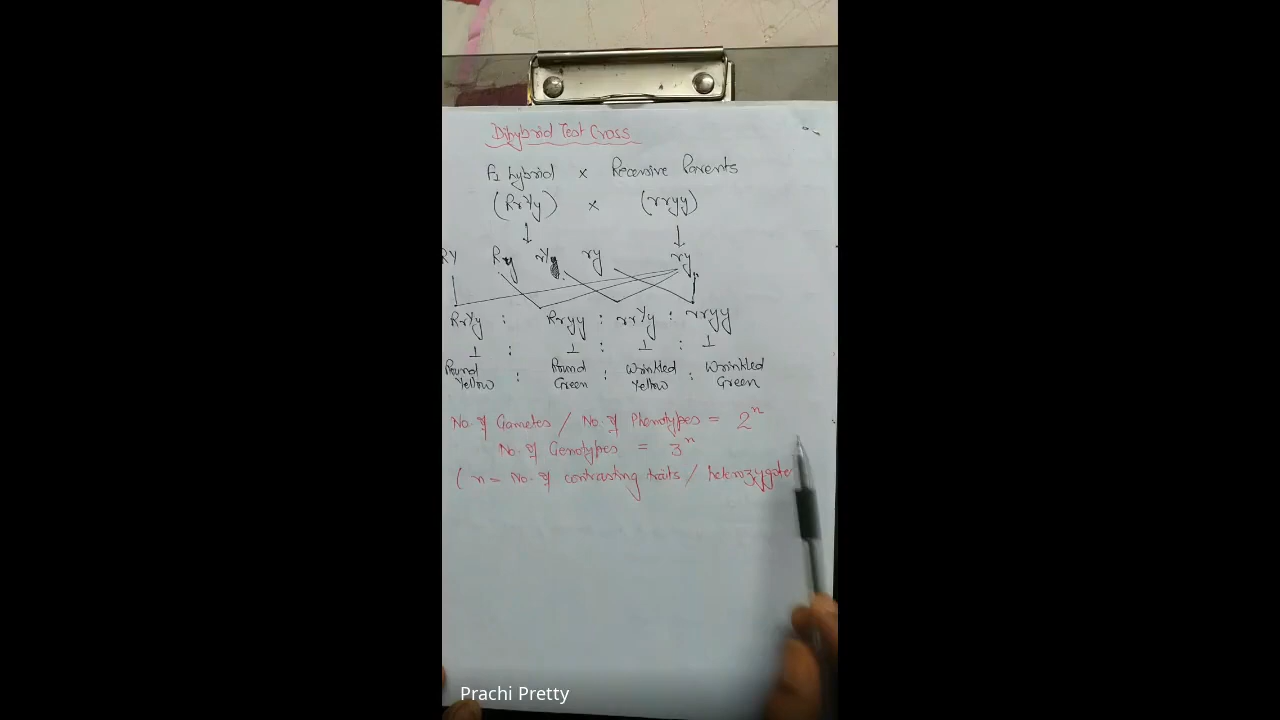 Dihybrid Test Cross
F1 hybrid × Recessive Parents
(RrYy) × (rryy)
RY Ry rY ry ry
RrYy : Rryy : rrYy : rryy
1 : 1 : 1 : 1
Round Yellow : Round Green : Wrinkled Yellow : Wrinkled Green
No. of Gametes / No. of Phenotypes = 2^n
No. of Genotypes = 3^n
( n = No. of contrasting traits / heterozygote
Prachi Pretty